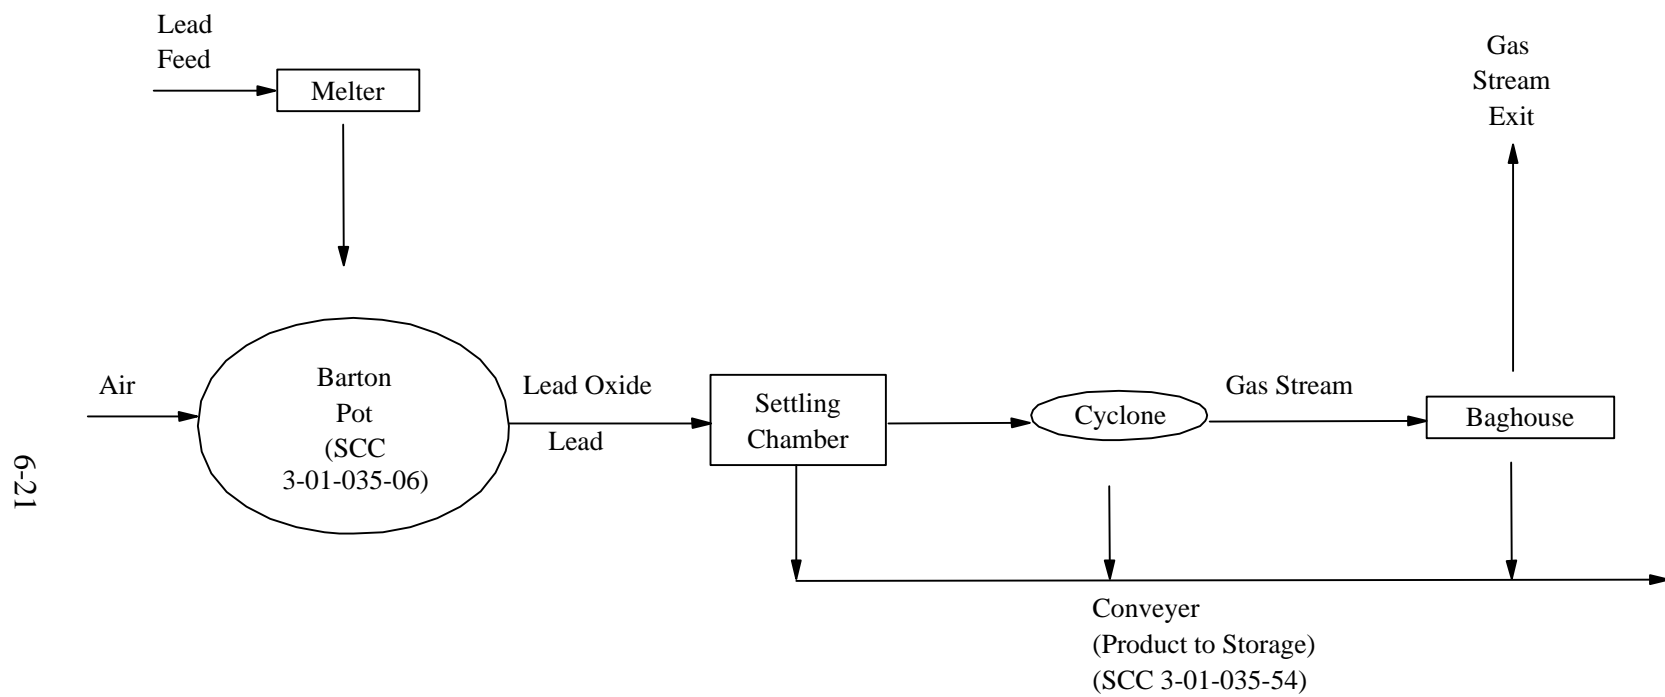 Lead
Feed
Melter
Gas
Stream
Exit
Air
Barton
Pot
(SCC
3-01-035-06)
Lead Oxide
Lead
Settling
Chamber
Cyclone
Gas Stream
Baghouse
Conveyer
(Product to Storage)
(SCC 3-01-035-54)
6-21